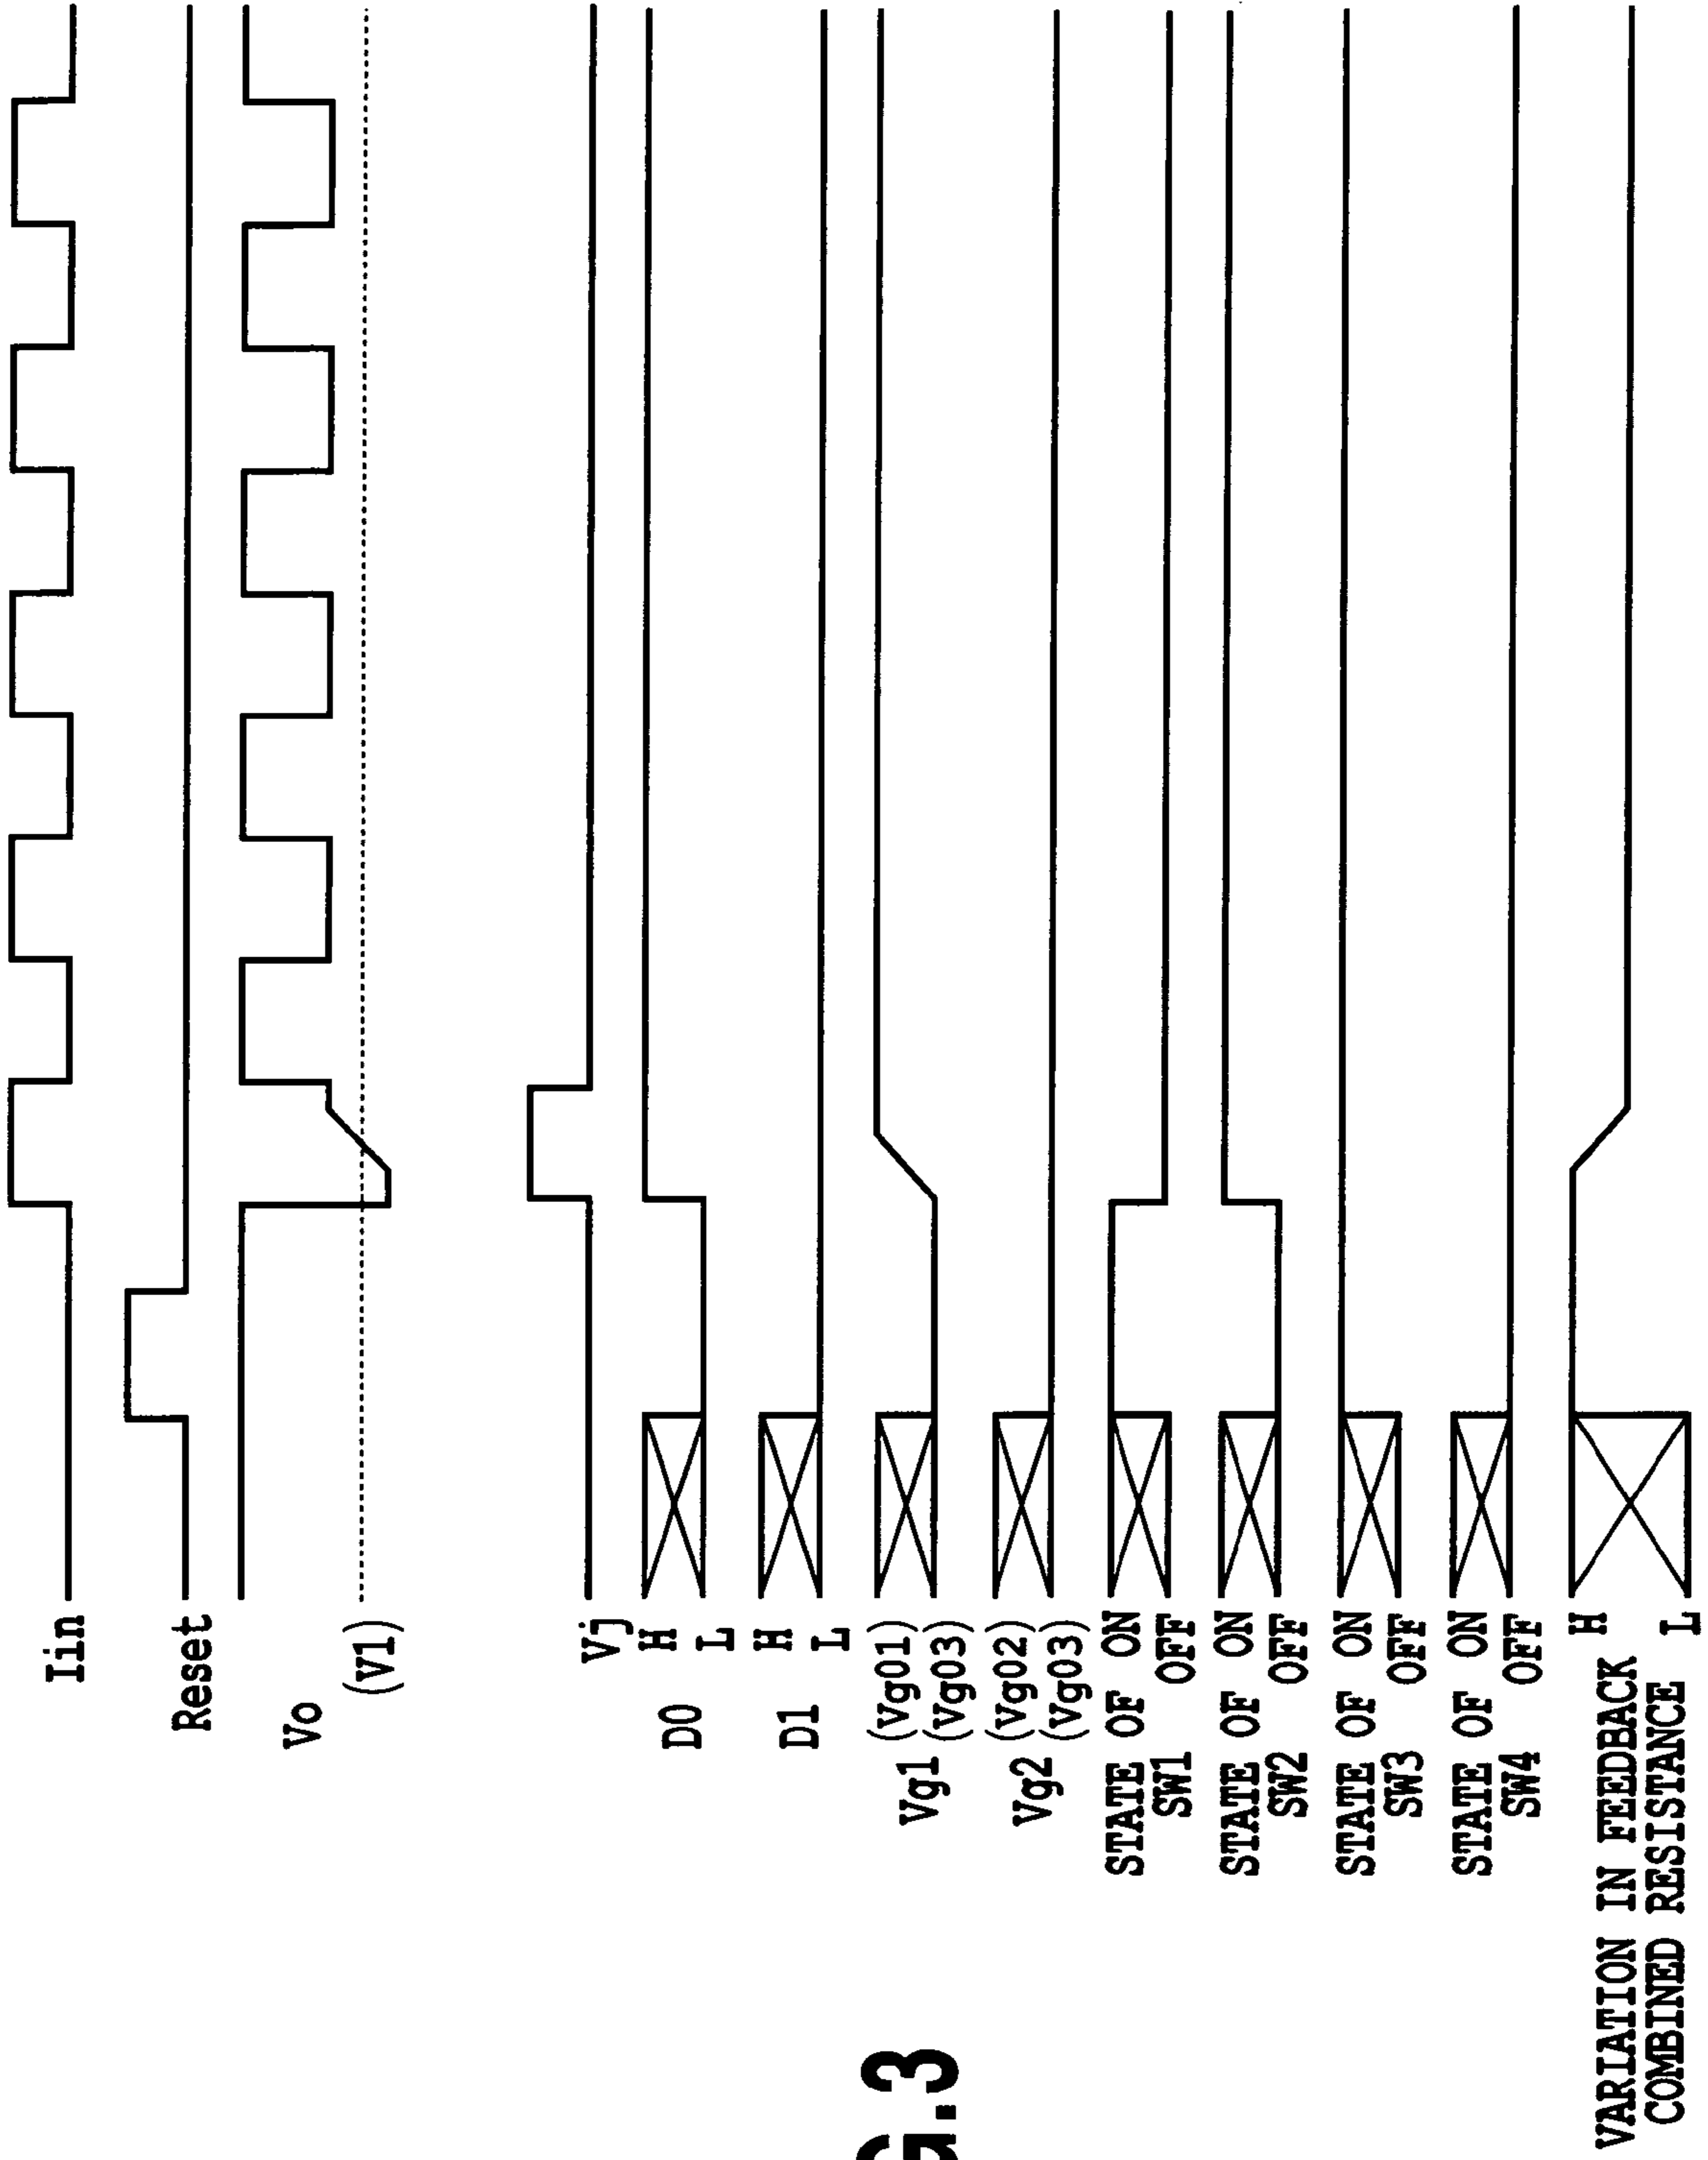 Iin
Reset
Vo
(V1)
Vj
D0
H
L
D1
H
L
Vg1
(Vg01)
(Vg03)
Vg2
(Vg02)
(Vg03)
STATE OF ON
SW1 OFF
STATE OF ON
SW2 OFF
STATE OF ON
SW3 OFF
STATE OF ON
SW4 OFF
VARIATION IN FEEDBACK H
COMBINED RESISTANCE L
G.3